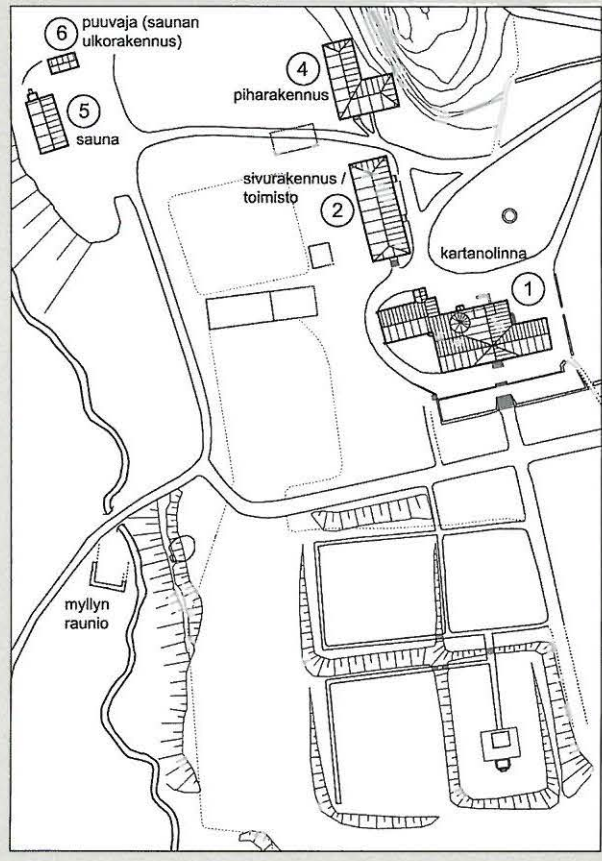 6 puuvaja (saunan
ulkorakennus)
4
piharakennus
5
sauna
sivurakennus /
toimisto
2
kartanolinna
1
myllyn
raunio